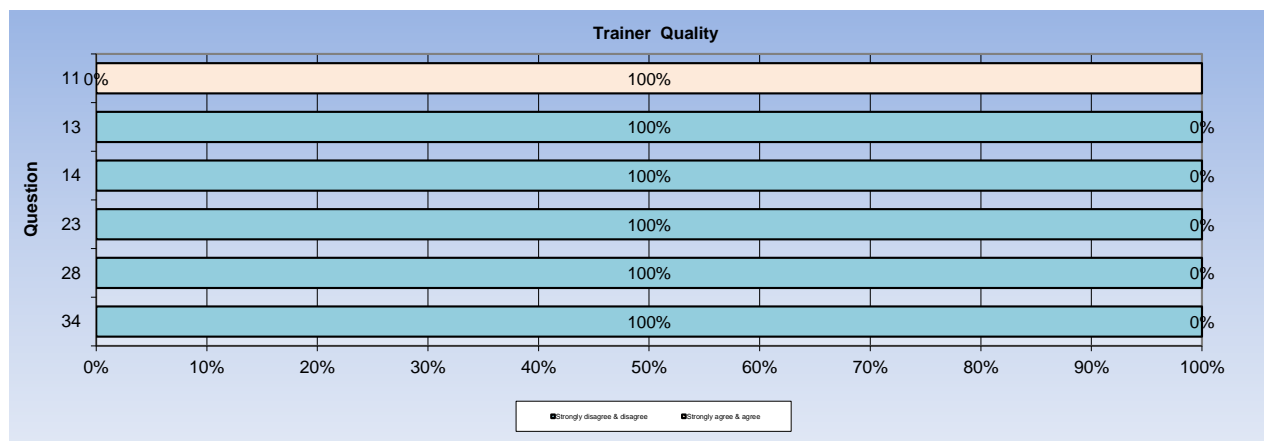 Trainer Quality
11 0% 100%
13 100% 0%
14 100% 0%
23 100% 0%
28 100% 0%
34 100% 0%
Question
0% 10% 20% 30% 40% 50% 60% 70% 80% 90% 100%
Strongly disagree & disagree Strongly agree & agree